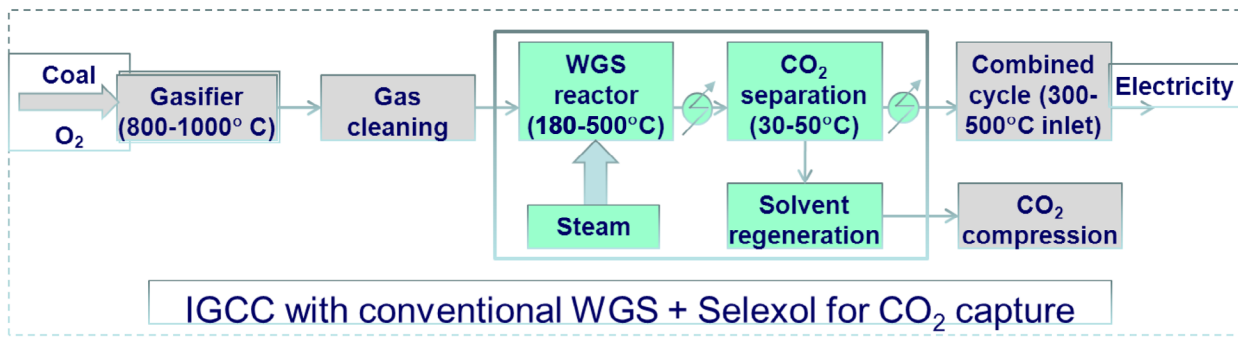 Coal
O₂
Gasifier
(800-1000° C)
Gas
cleaning
WGS
reactor
(180-500°C)
Steam
CO₂
separation
(30-50°C)
Solvent
regeneration
Combined
cycle (300-
500°C inlet)
Electricity
CO₂
compression
IGCC with conventional WGS + Selexol for CO₂ capture